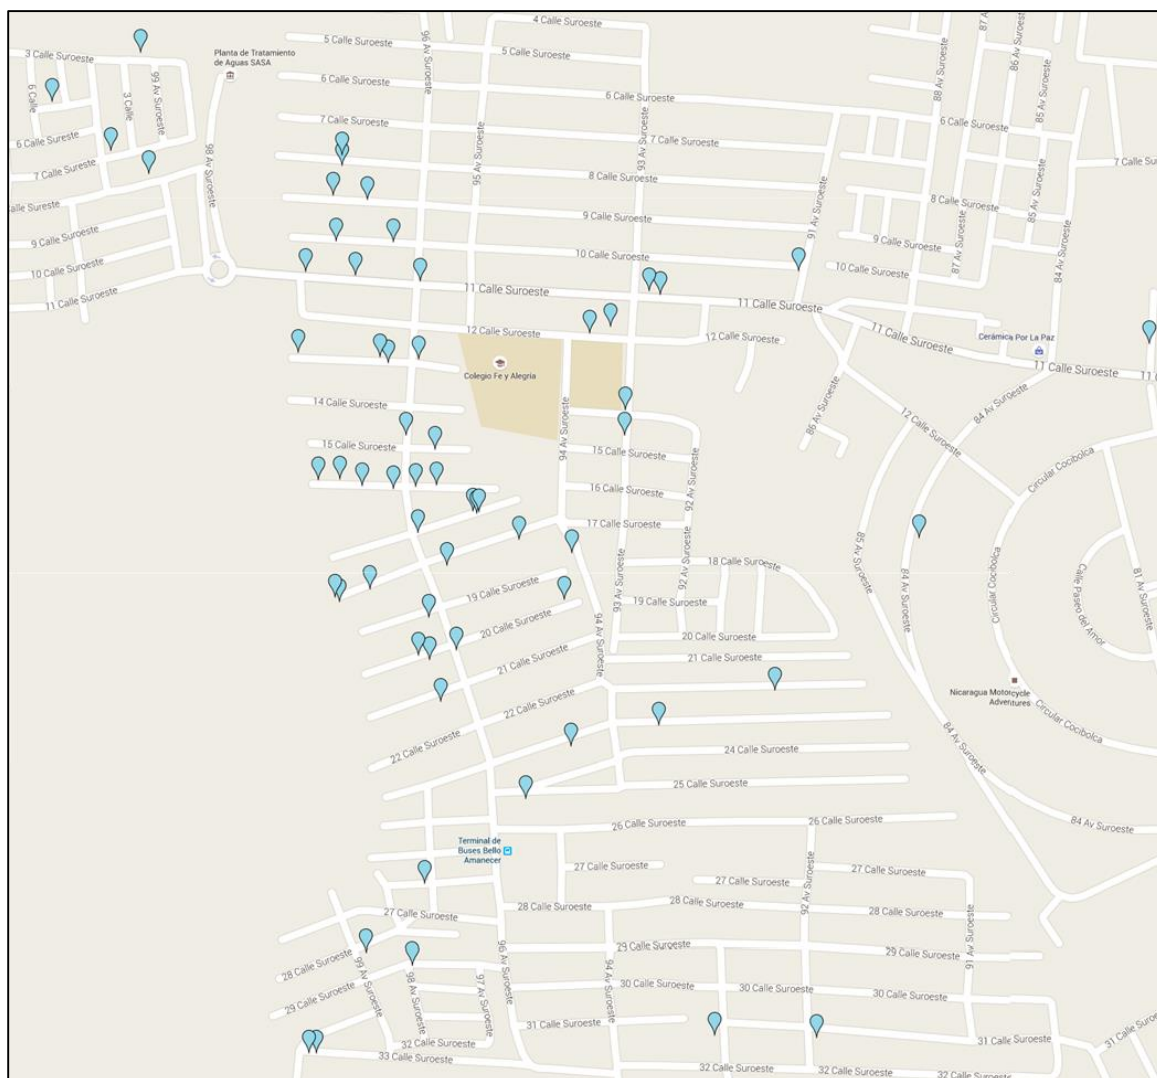 4 Calle Suroeste
5 Calle Suroeste
5 Calle Suroeste
96 Av Suroeste
87 Av
3 Calle Suroeste
Planta de Tratamiento
de Aguas SASA
86 Av Suroeste
88 Av Suroeste
6 Calle
3 Calle
99 Av Suroeste
6 Calle Suroeste
6 Calle Suroeste
85 Av Suroeste
6 Calle Sureste
7 Calle Suroeste
7 Calle Suroeste
6 Calle Suroeste
98 Av Suroeste
95 Av Suroeste
93 Av Suroeste
7 Calle Sureste
8 Calle Suroeste
91 Av Suroeste
87 Av Suroeste
85 Av Suroeste
8 Calle Suroeste
9 Calle Suroeste
9 Calle Suroeste
9 Calle Suroeste
84 Av Suroeste
10 Calle Suroeste
10 Calle Suroeste
10 Calle Suroeste
11 Calle Suroeste
11 Calle Suroeste
11 Calle Suroeste
11 Calle Suroeste
12 Calle Suroeste
12 Calle Suroeste
Cerámica Por La Paz
11 Calle Suroeste
Colegio Fe y Alegría
14 Calle Suroeste
94 Av Suroeste
86 Av Suroeste
12 Calle Suroeste
84 Av Suroeste
15 Calle Suroeste
15 Calle Suroeste
92 Av Suroeste
Circular Cocibolca
16 Calle Suroeste
17 Calle Suroeste
85 Av Suroeste
84 Av Suroeste
Circular Cocibolca
Calle Paseo del Amor
81 Av Suroeste
18 Calle Suroeste
93 Av Suroeste
92 Av Suroeste
19 Calle Suroeste
19 Calle Suroeste
20 Calle Suroeste
20 Calle Suroeste
94 Av Suroeste
21 Calle Suroeste
21 Calle Suroeste
Nicaragua Motorcycle
Adventures
22 Calle Suroeste
22 Calle Suroeste
Circular Cocibolca
24 Calle Suroeste
84 Av Suroeste
25 Calle Suroeste
26 Calle Suroeste
26 Calle Suroeste
84 Av Suroeste
Terminal de
Buses Bello
Amanecer
27 Calle Suroeste
27 Calle Suroeste
27 Calle Suroeste
92 Av Suroeste
27 Calle Suroeste
28 Calle Suroeste
28 Calle Suroeste
28 Calle Suroeste
91 Av Suroeste
28 Calle Suroeste
96 Av Suroeste
94 Av Suroeste
29 Calle Suroeste
29 Calle Suroeste
29 Calle Suroeste
99 Av Suroeste
98 Av Suroeste
97 Av Suroeste
30 Calle Suroeste
30 Calle Suroeste
30 Calle Suroeste
31 Calle Suroeste
31 Calle Suroeste
31 Calle Suroeste
32 Calle Suroeste
33 Calle Suroeste
32 Calle Suroeste
32 Calle Suroeste
32 Calle Suroeste